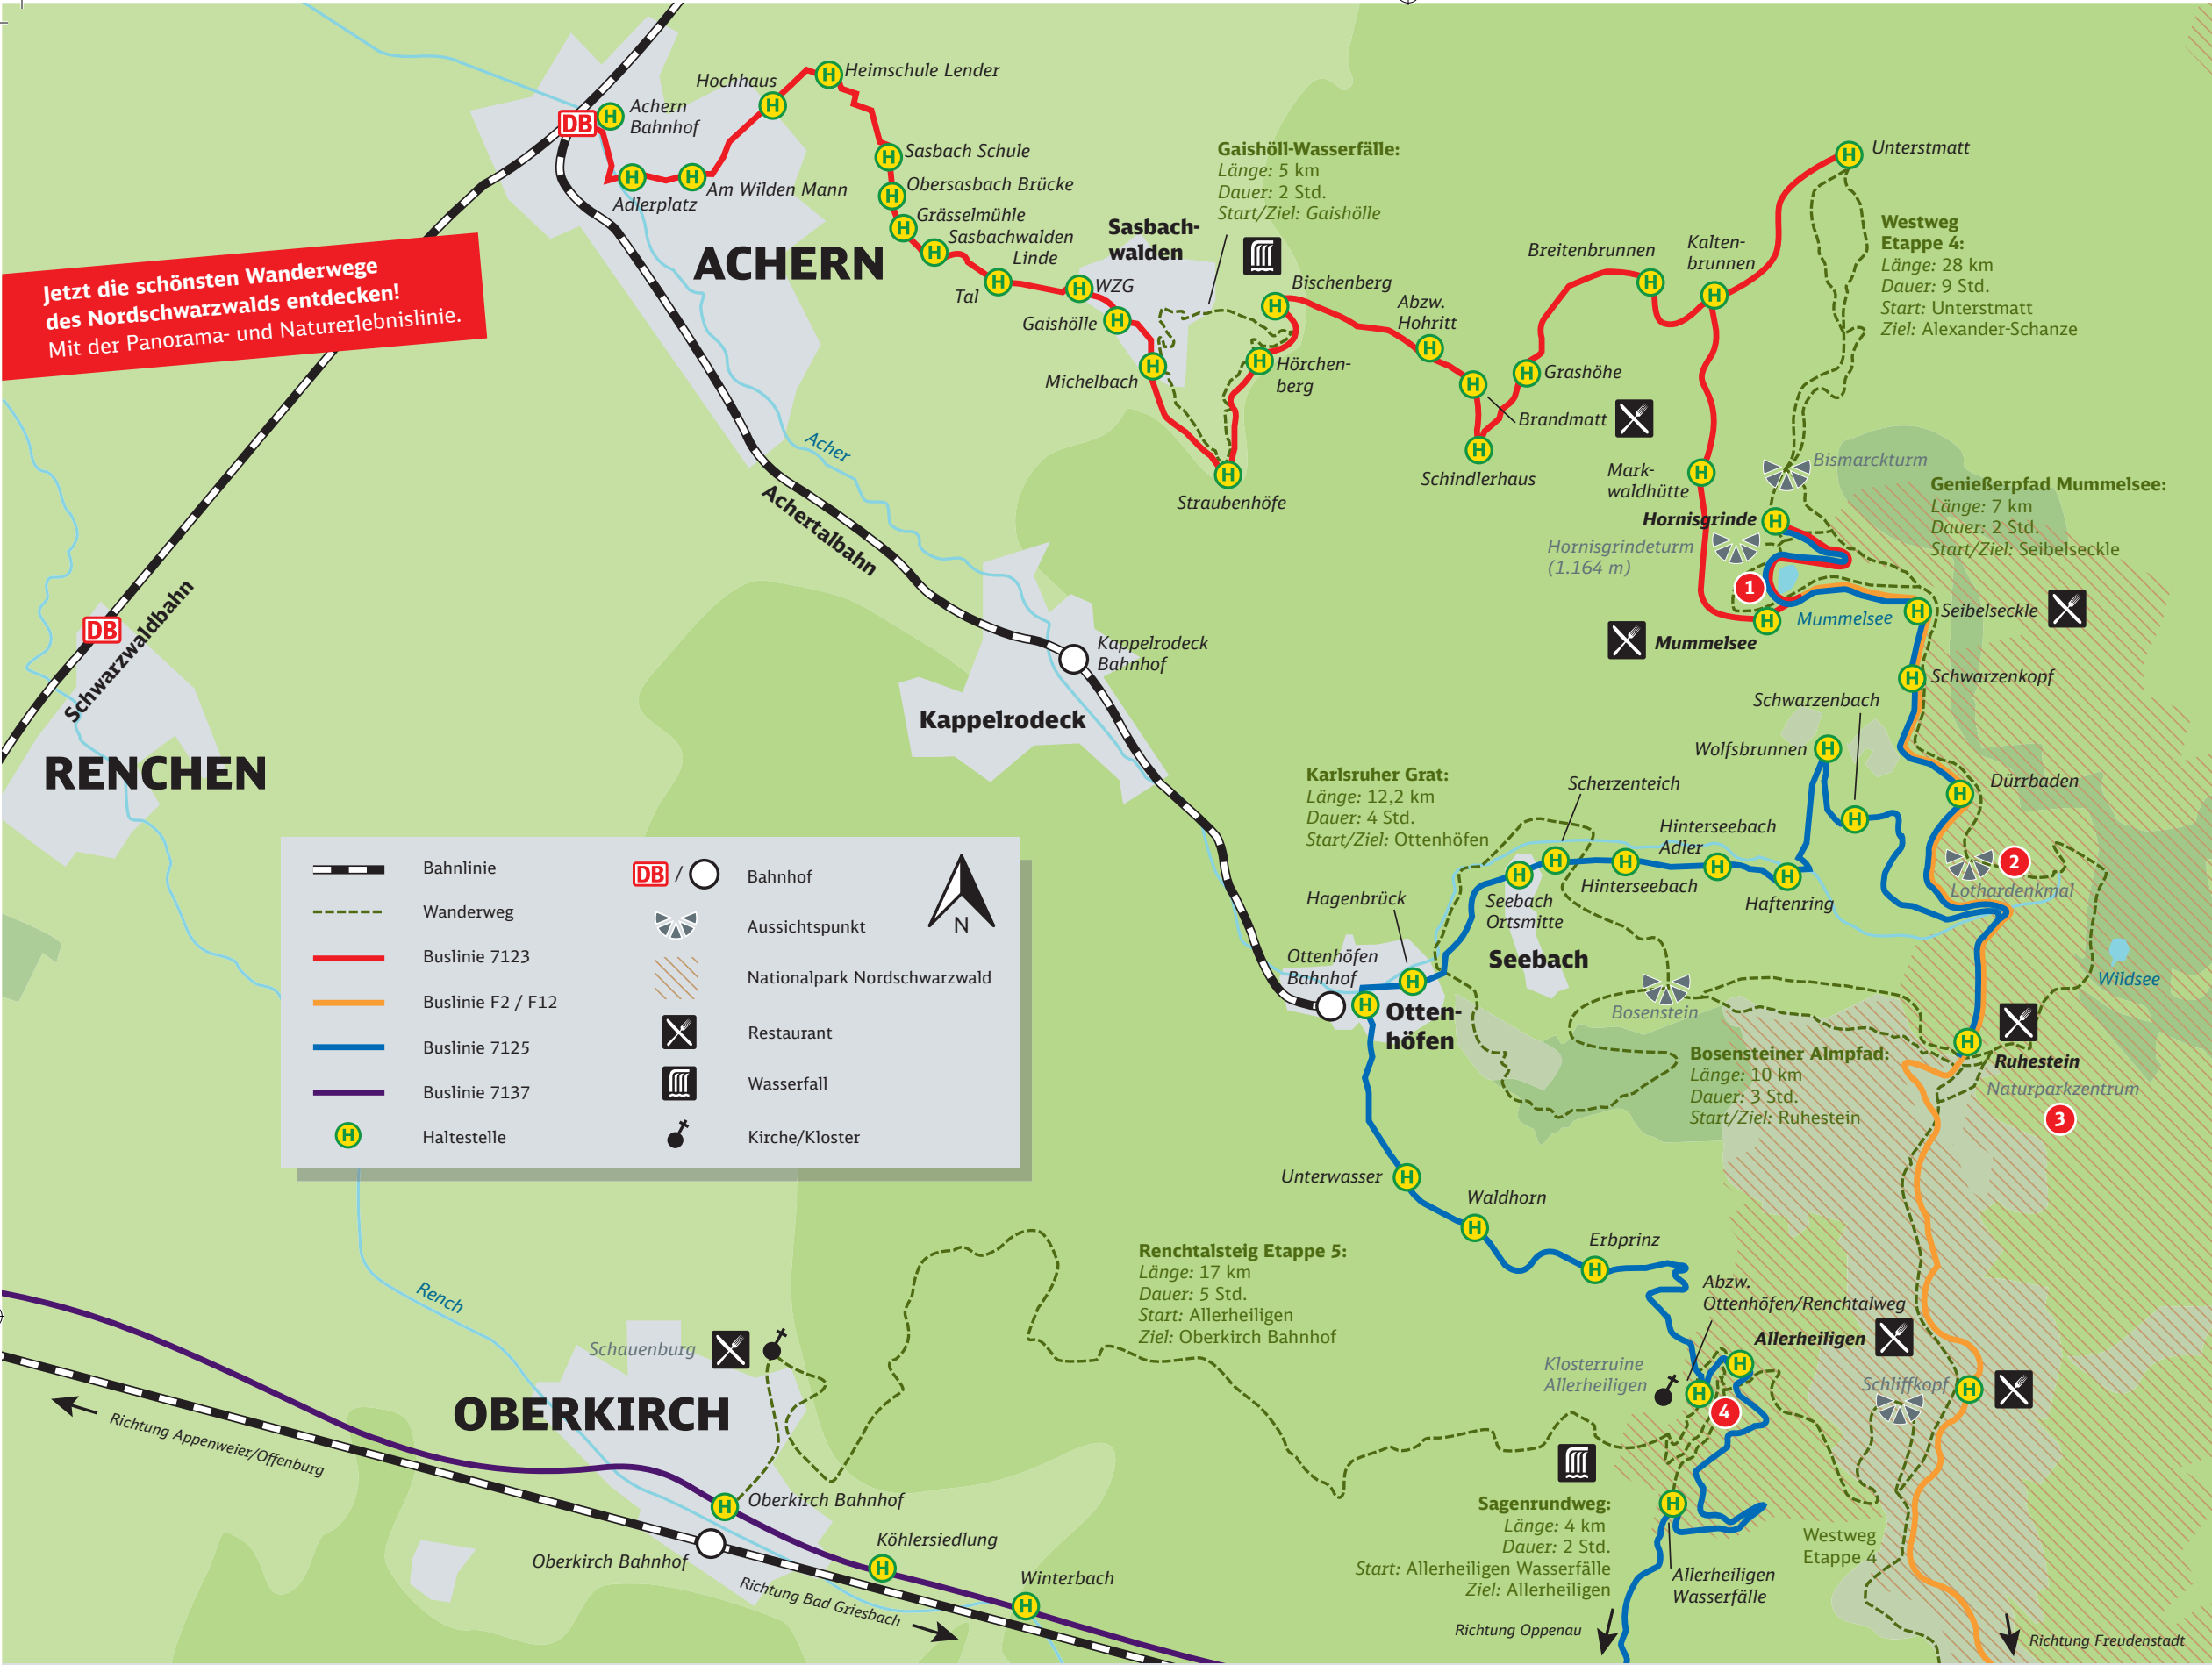 Jetzt die schönsten Wanderwege
des Nordschwarzwalds entdecken!
Mit der Panorama- und Naturerlebnislinie.
DB
H
Achern
Bahnhof
H
Adlerplatz
H
Am Wilden Mann
Hochhaus
H
H
Heimschule Lender
H
Sasbach Schule
H
Obersasbach Brücke
H
Grässelmühle
H
Sasbachwalden
Linde
ACHERN
H
Tal
H
WZG
Sasbach-
walden
H
Gaishölle
H
Michelbach
Gaishöll-Wasserfälle:
Länge: 5 km
Dauer: 2 Std.
Start/Ziel: Gaishölle
H
Straubenhöfe
H
Hörchen-
berg
H
Bischenberg
Abzw.
Hohritt
H
H
Brandmatt
H
Schindlerhaus
H
Grashöhe
Breitenbrunnen
H
Kalten-
brunnen
H
H
Unterstmatt
Westweg
Etappe 4:
Länge: 28 km
Dauer: 9 Std.
Start: Unterstmatt
Ziel: Alexander-Schanze
Mark-
waldhütte
H
Bismarckturm
Hornisgrinde
H
Hornisgrindeturm
(1.164 m)
1
Genießerpfad Mummelsee:
Länge: 7 km
Dauer: 2 Std.
Start/Ziel: Seibelseckle
Mummelsee
H
Mummelsee
H
Seibelseckle
H
Schwarzenkopf
Schwarzenbach
H
Wolfsbrunnen
H
H
Dürrbaden
2
Lothardenkmal
Wildsee
Acher
Achertalbahn
Schwarzwaldbahn
DB
RENCHEN
Kappelrodeck
Bahnhof
Kappelrodeck
Karlsruher Grat:
Länge: 12,2 km
Dauer: 4 Std.
Start/Ziel: Ottenhöfen
Scherzenteich
H
Hinterseebach
Adler
H
Hinterseebach
H
Haftenring
H
Seebach
Ortsmitte
H
Seebach
Hagenbrück
H
Ottenhöfen
Bahnhof
H
Otten-
höfen
Bosenstein
Bosensteiner Almpfad:
Länge: 10 km
Dauer: 3 Std.
Start/Ziel: Ruhestein
H
Ruhestein
Naturparkzentrum
3
Bahnlinie
Wanderweg
Buslinie 7123
Buslinie F2 / F12
Buslinie 7125
Buslinie 7137
H
Haltestelle
DB / Bahnhof
Aussichtspunkt
Nationalpark Nordschwarzwald
Restaurant
Wasserfall
Kirche/Kloster
N
Unterwasser
H
Waldhorn
H
Erbprinz
H
Abzw.
Ottenhöfen/Renchtalweg
H
Allerheiligen
H
Klosterruine
Allerheiligen
4
Schliffkopf
H
Renchtalsteig Etappe 5:
Länge: 17 km
Dauer: 5 Std.
Start: Allerheiligen
Ziel: Oberkirch Bahnhof
Rench
Schauenburg
OBERKIRCH
Richtung Appenweier/Offenburg
H
Oberkirch Bahnhof
Oberkirch Bahnhof
Köhlersiedlung
H
Winterbach
H
Richtung Bad Griesbach
Sagenrundweg:
Länge: 4 km
Dauer: 2 Std.
Start: Allerheiligen Wasserfälle
Ziel: Allerheiligen
H
Allerheiligen
Wasserfälle
Westweg
Etappe 4
Richtung Oppenau
Richtung Freudenstadt